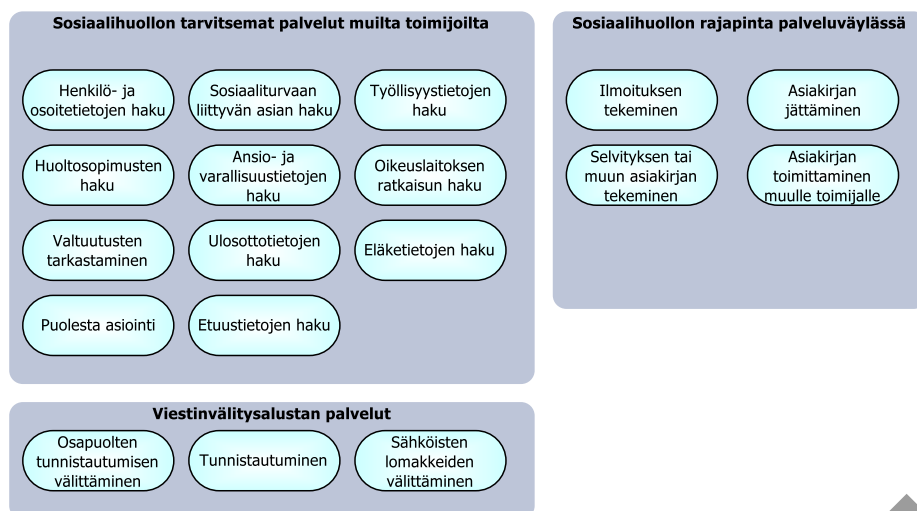 Sosiaalihuollon tarvitsemat palvelut muilta toimijoilta
Henkilö- ja
osoitetietojen haku
Sosiaaliturvaan
liittyvän asian haku
Työllisyystietojen
haku
Huoltosopimusten
haku
Ansio- ja
varallisuustietojen
haku
Oikeuslaitoksen
ratkaisun haku
Valtuutusten
tarkastaminen
Ulosottotietojen
haku
Eläketietojen haku
Puolesta asiointi
Etuustietojen haku
Sosiaalihuollon rajapinta palveluväylässä
Ilmoituksen
tekeminen
Asiakirjan
jättäminen
Selvityksen tai
muun asiakirjan
tekeminen
Asiakirjan
toimittaminen
muulle toimijalle
Viestinvälitysalustan palvelut
Osapuolten
tunnistautumisen
välittäminen
Tunnistautuminen
Sähköisten
lomakkeiden
välittäminen